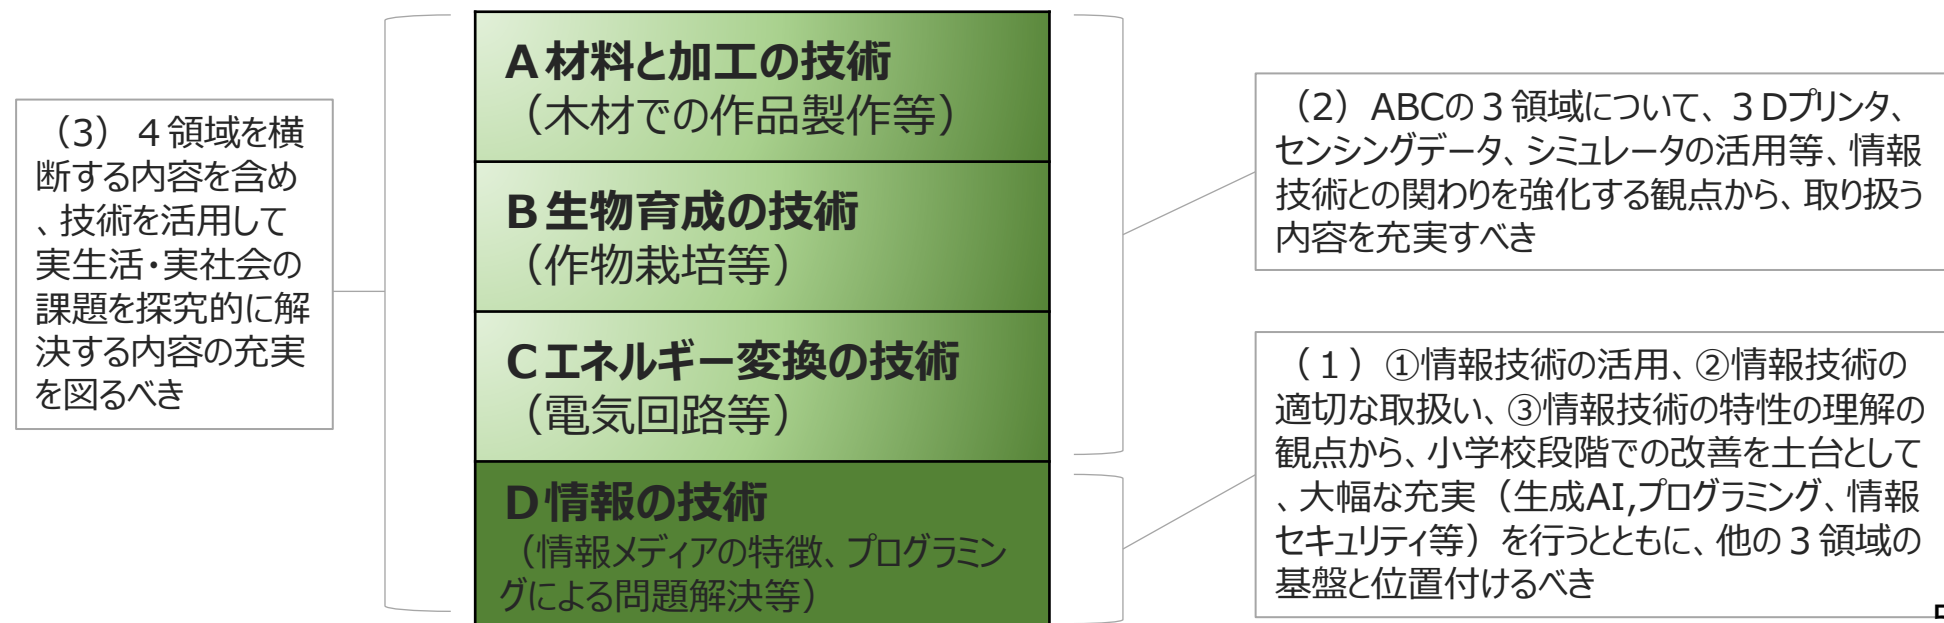 （3）４領域を横
断する内容を含め
、技術を活用して
実生活・実社会の
課題を探究的に解
決する内容の充実
を図るべき
A材料と加工の技術
（木材での作品製作等）
B生物育成の技術
（作物栽培等）
Cエネルギー変換の技術
（電気回路等）
D情報の技術
（情報メディアの特徴、プログラミン
グによる問題解決等）
（2）ABCの３領域について、３Dプリンタ、
センシングデータ、シミュレータの活用等、情報
技術との関わりを強化する観点から、取り扱う
内容を充実すべき
（１）①情報技術の活用、②情報技術の
適切な取扱い、③情報技術の特性の理解の
観点から、小学校段階での改善を土台として
、大幅な充実（生成AI,プログラミング、情報
セキュリティ等）を行うとともに、他の３領域の
基盤と位置付けるべき